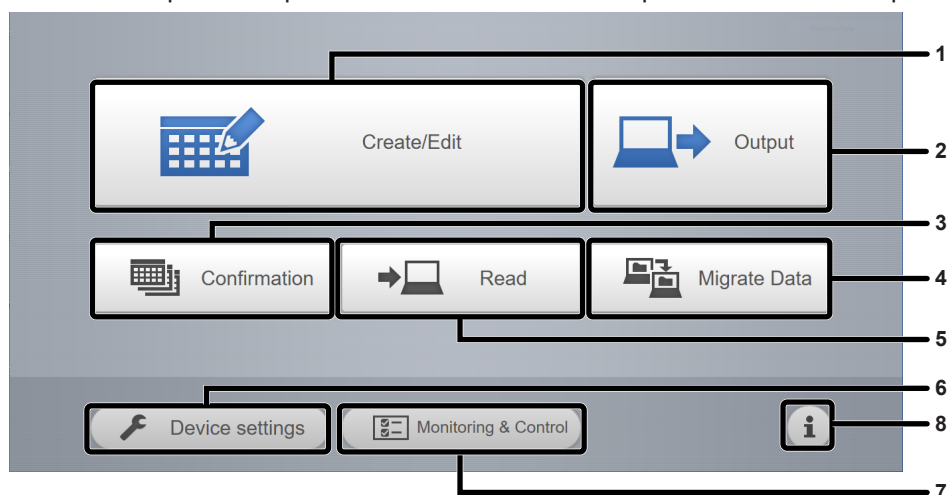 1
Create/Edit
Output
2
3
Confirmation
Read
Migrate Data
4
5
6
Device settings
Monitoring & Control
i
8
7